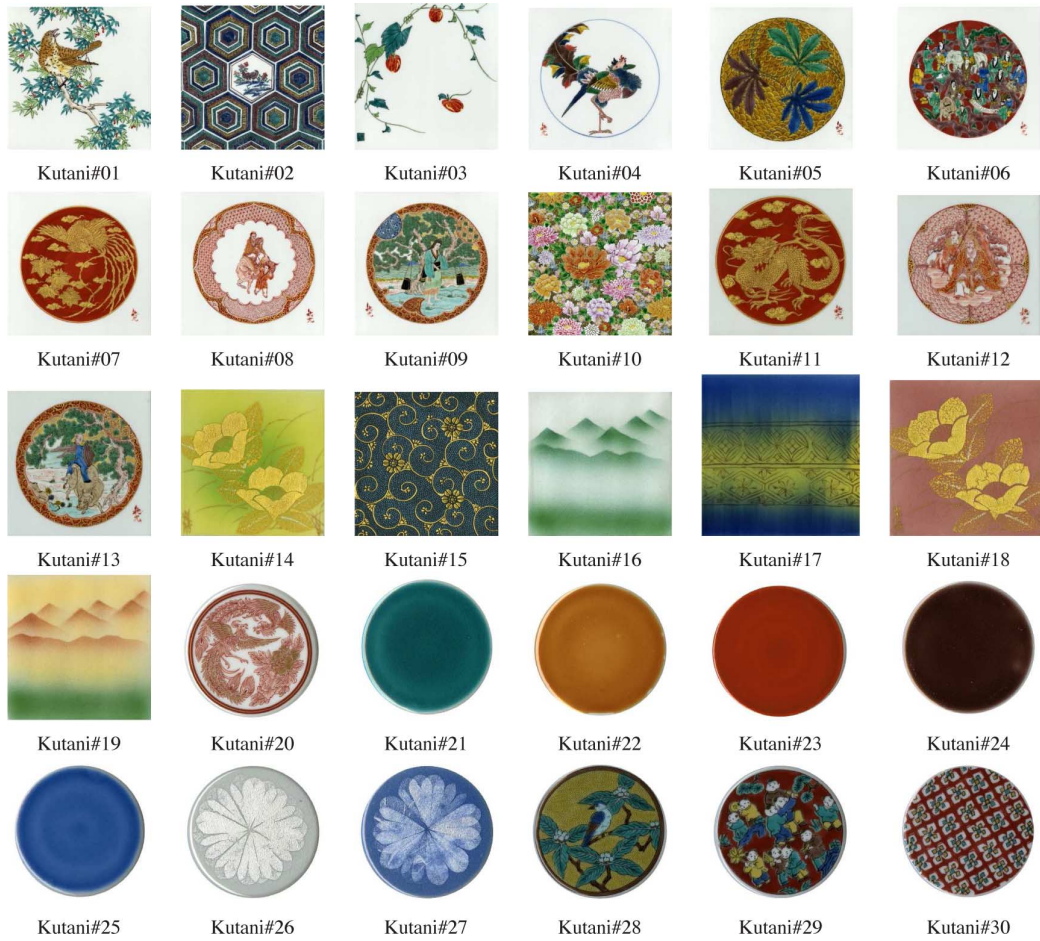 Kutani#01 Kutani#02 Kutani#03 Kutani#04 Kutani#05 Kutani#06
Kutani#07 Kutani#08 Kutani#09 Kutani#10 Kutani#11 Kutani#12
Kutani#13 Kutani#14 Kutani#15 Kutani#16 Kutani#17 Kutani#18
Kutani#19 Kutani#20 Kutani#21 Kutani#22 Kutani#23 Kutani#24
Kutani#25 Kutani#26 Kutani#27 Kutani#28 Kutani#29 Kutani#30